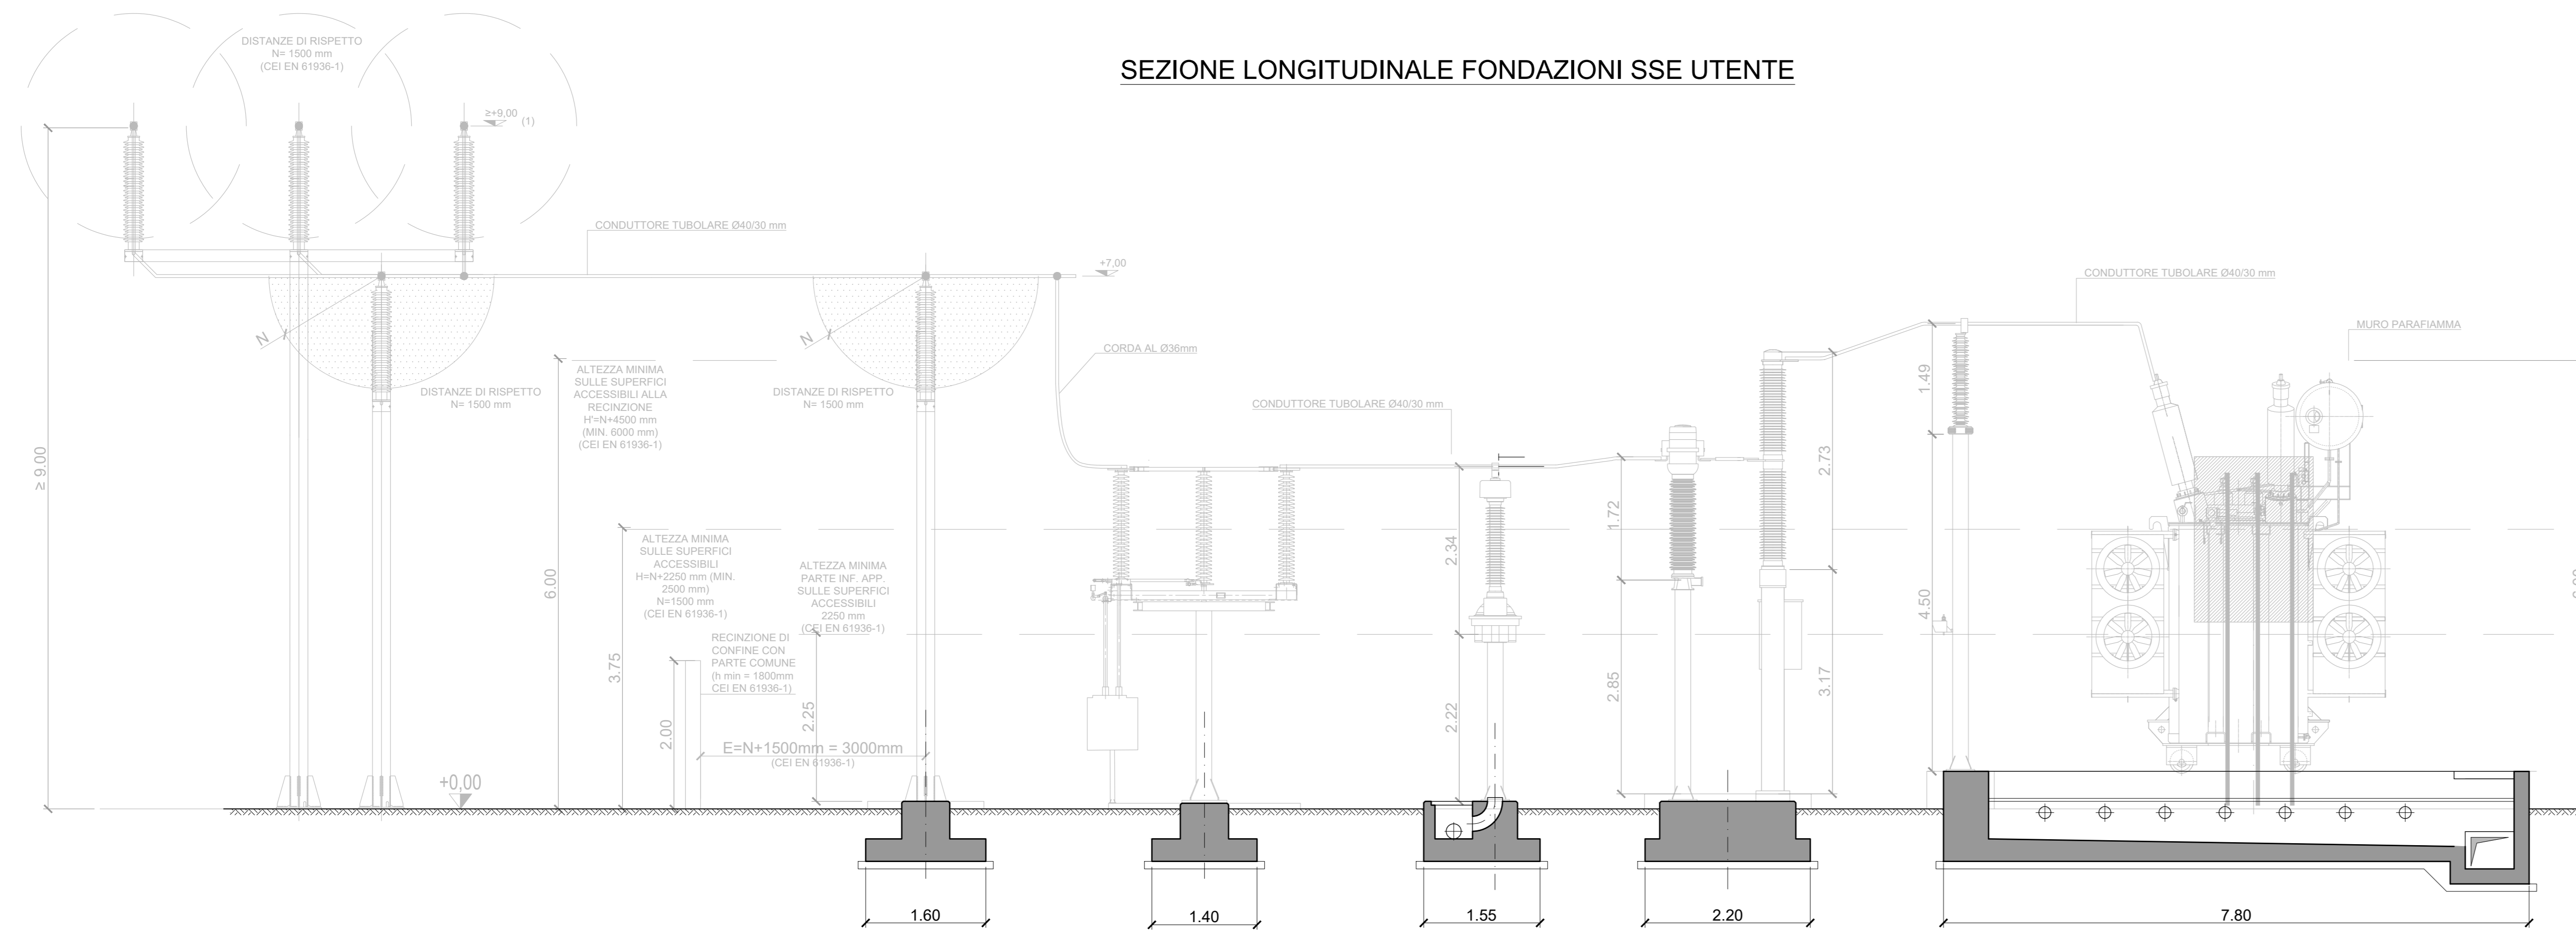 SEZIONE LONGITUDINALE FONDAZIONI SSE UTENTE
DISTANZE DI RISPETTO
N= 1500 mm
(CEI EN 61936-1)
≥+9,00
(1)
CONDUTTORE TUBOLARE Ø40/30 mm
+7,00
CONDUTTORE TUBOLARE Ø40/30 mm
MURO PARAFIAMMA
N
N
CORDA AL Ø36mm
ALTEZZA MINIMA
SULLE SUPERFICI
ACCESSIBILI ALLA
RECINZIONE
H'=N+4500 mm
(MIN. 6000 mm)
(CEI EN 61936-1)
DISTANZE DI RISPETTO
N= 1500 mm
DISTANZE DI RISPETTO
N= 1500 mm
CONDUTTORE TUBOLARE Ø40/30 mm
≥ 9.00
6.00
3.75
2.00
2.25
ALTEZZA MINIMA
SULLE SUPERFICI
ACCESSIBILI
H=N+2250 mm (MIN.
2500 mm)
N=1500 mm
(CEI EN 61936-1)
ALTEZZA MINIMA
PARTE INF. APP.
SULLE SUPERFICI
ACCESSIBILI
2250 mm
(CEI EN 61936-1)
RECINZIONE DI
CONFINE CON
PARTE COMUNE
(h min = 1800mm
CEI EN 61936-1)
E=N+1500mm = 3000mm
(CEI EN 61936-1)
+0,00
2.34
2.22
1.72
2.85
2.73
3.17
1.49
4.50
1.60
1.40
1.55
2.20
7.80